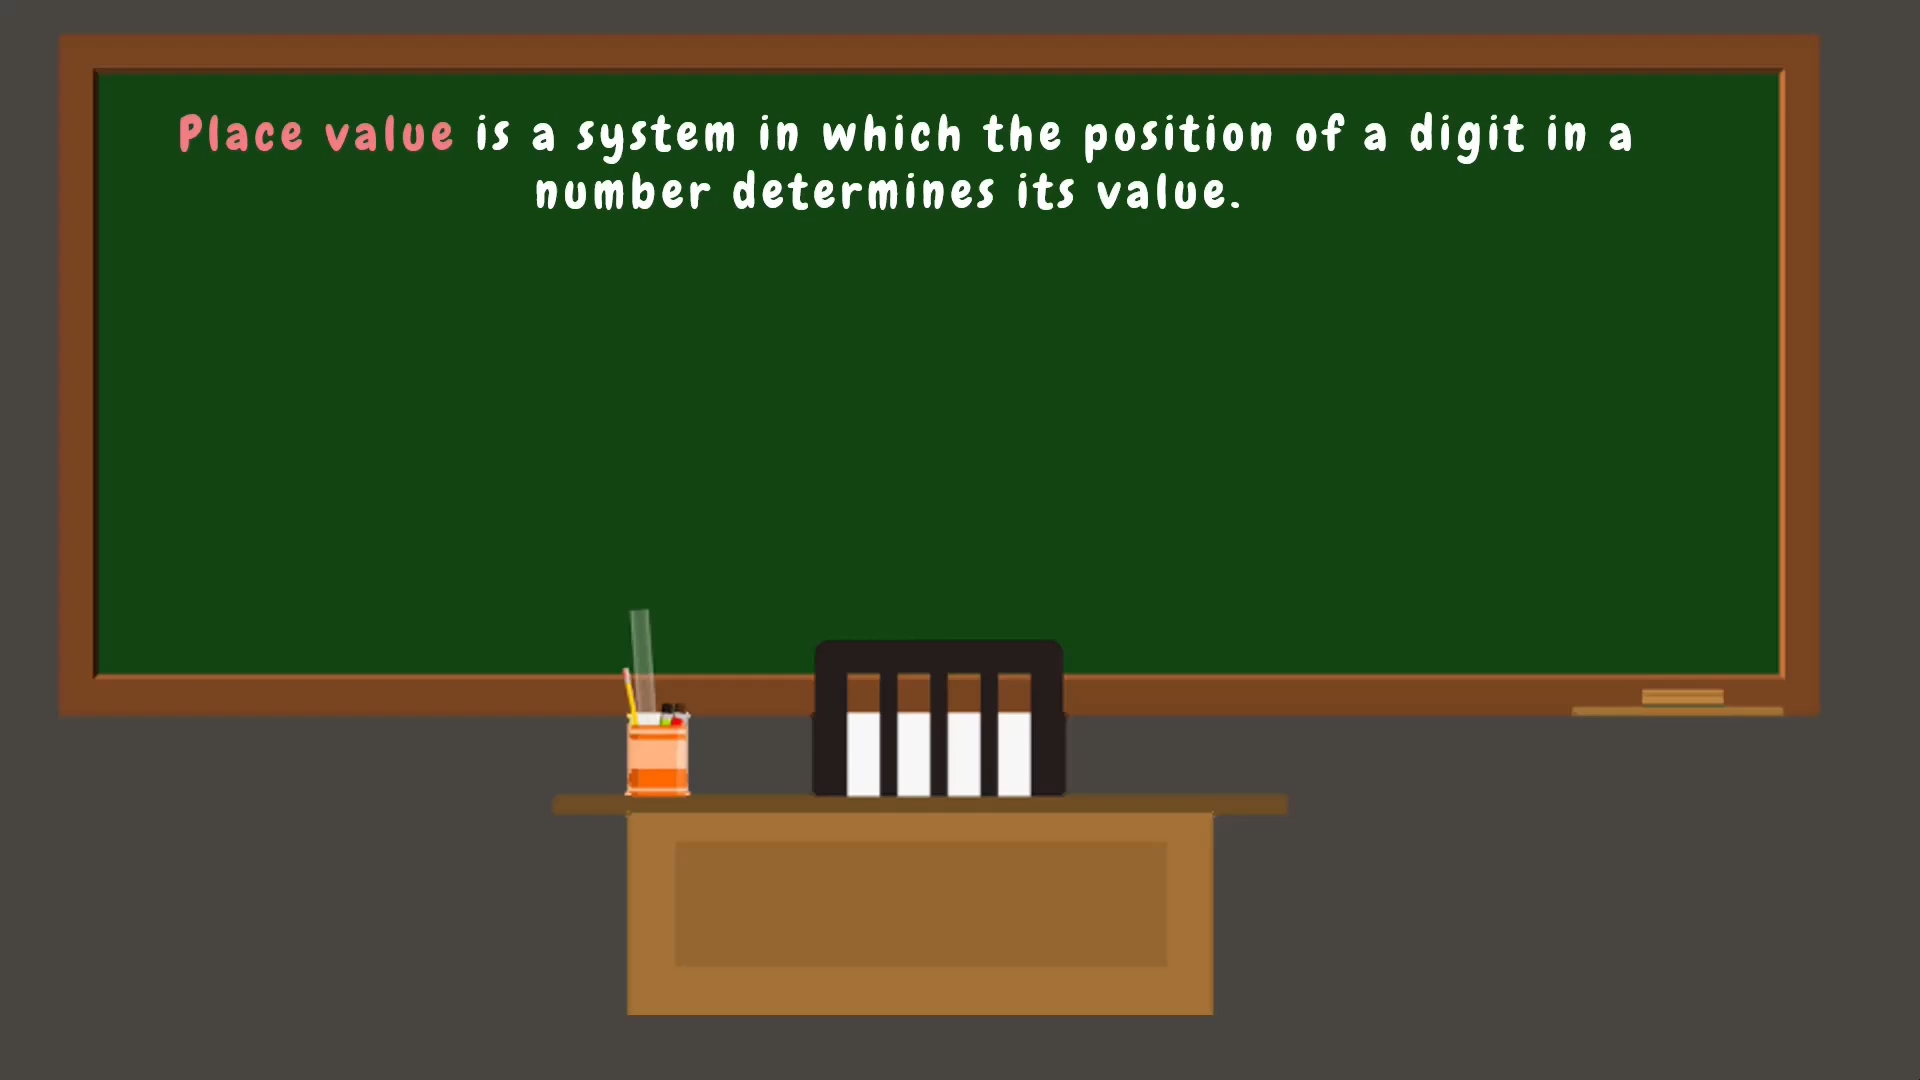 Place value is a system in which the position of a digit in a
number determines its value.